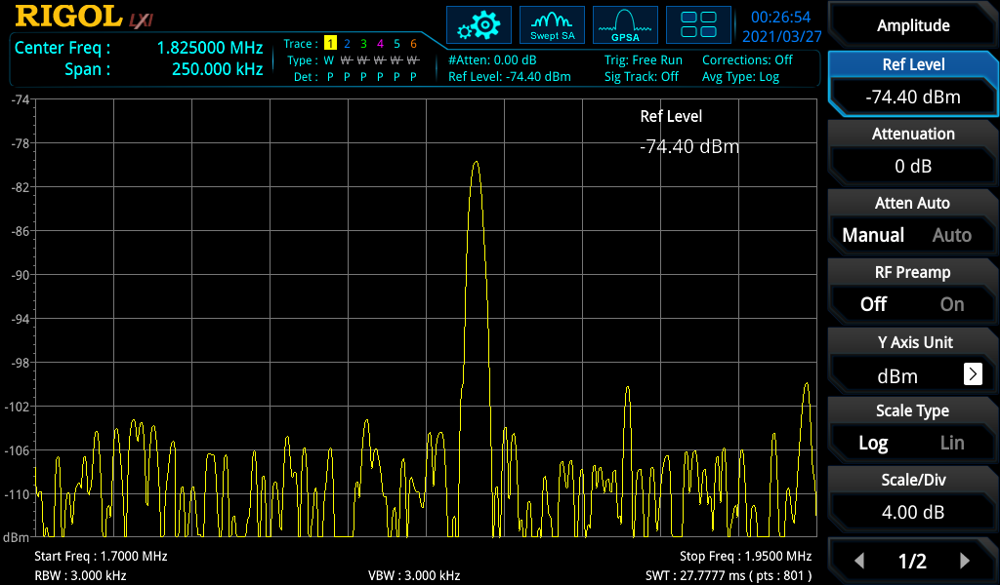 RIGOL LXI
Center Freq : 1.825000 MHz
Span : 250.000 kHz
Trace : 1 2 3 4 5 6
Type : W W W W W W
Det : P P P P P P
Swept SA
GPSA
00:26:54
2021/03/27
#Atten: 0.00 dB
Ref Level: -74.40 dBm
Trig: Free Run
Sig Track: Off
Corrections: Off
Avg Type: Log
Ref Level
-74.40 dBm
-74
-78
-82
-86
-90
-94
-98
-102
-106
-110
dBm
Start Freq : 1.7000 MHz
Stop Freq : 1.9500 MHz
RBW : 3.000 kHz
VBW : 3.000 kHz
SWT : 27.7777 ms ( pts : 801 )
Amplitude
Ref Level
-74.40 dBm
Attenuation
0 dB
Atten Auto
Manual Auto
RF Preamp
Off On
Y Axis Unit
dBm >
Scale Type
Log Lin
Scale/Div
4.00 dB
1/2